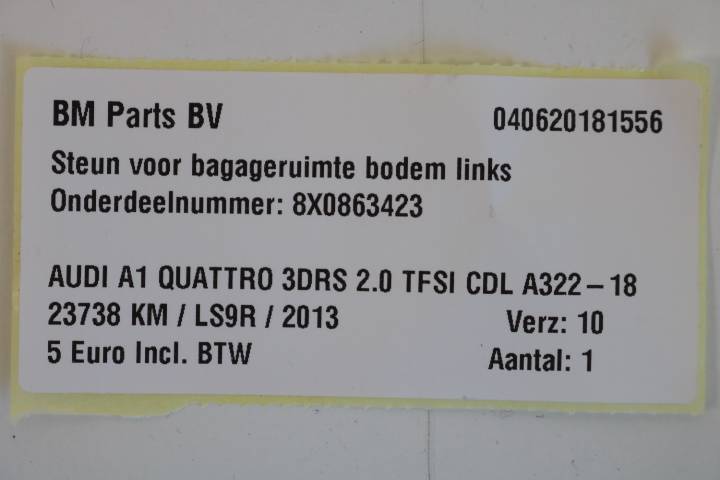 BM Parts BV 040620181556
Steun voor bagageruimte bodem links
Onderdeelnummer: 8X0863423
AUDI A1 QUATTRO 3DRS 2.0 TFSI CDL A322-18
23738 KM / LS9R / 2013 Verz: 10
5 Euro Incl. BTW Aantal: 1